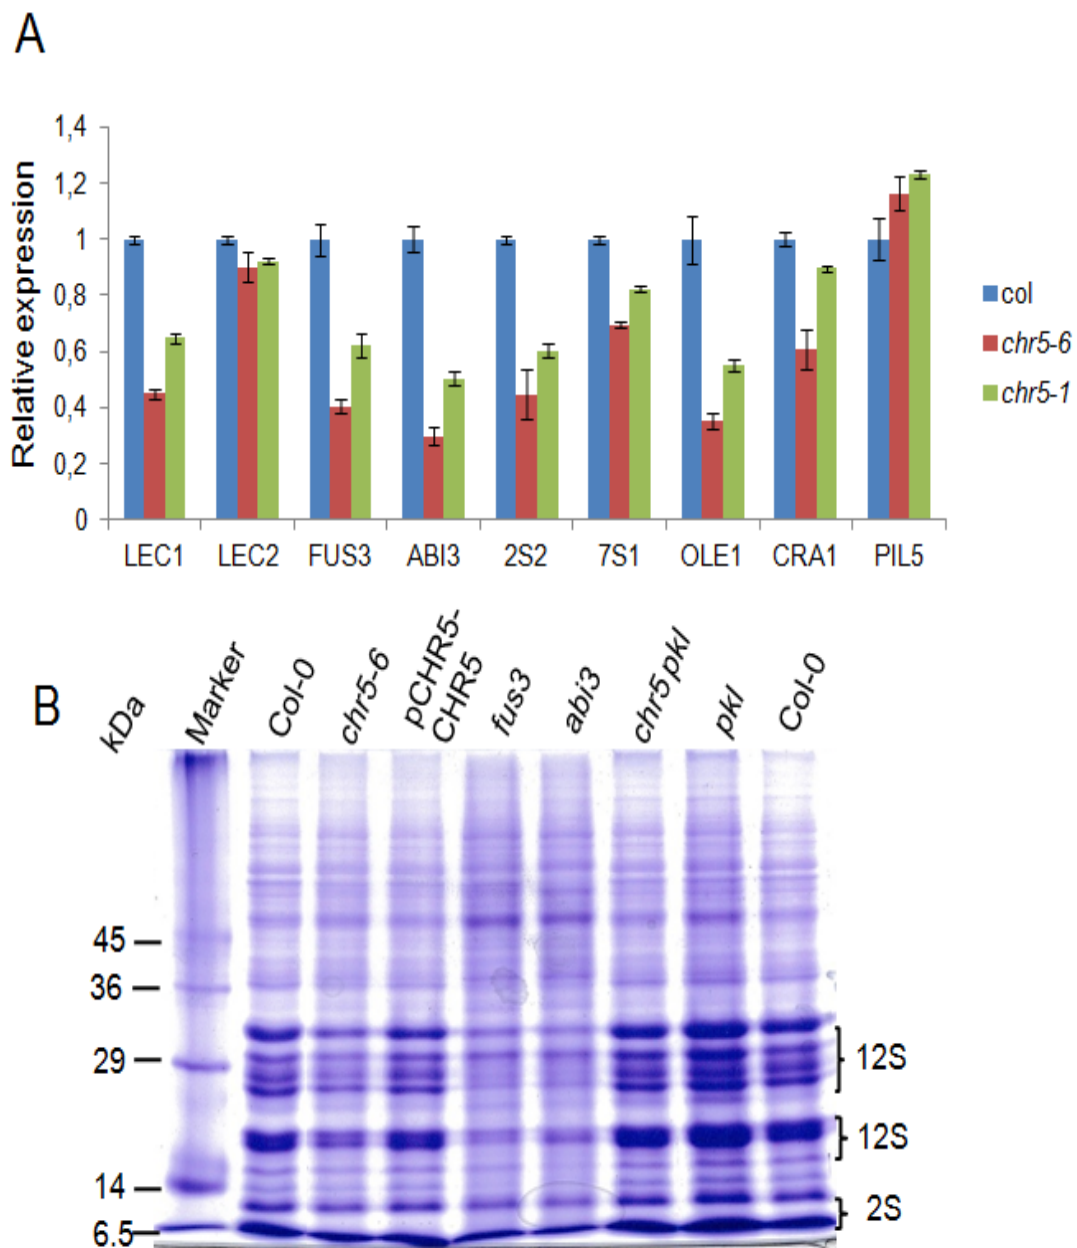 A
Relative expression
1,4
1,2
1
0,8
0,6
0,4
0,2
0
LEC1 LEC2 FUS3 ABI3 2S2 7S1 OLE1 CRA1 PIL5
col
chr5-6
chr5-1
B
kDa
Marker
Col-0
chr5-6
pCHR5-
CHR5
fus3
abi3
chr5 pkl
pkl
Col-0
45
36
29
14
6.5
12S
12S
2S